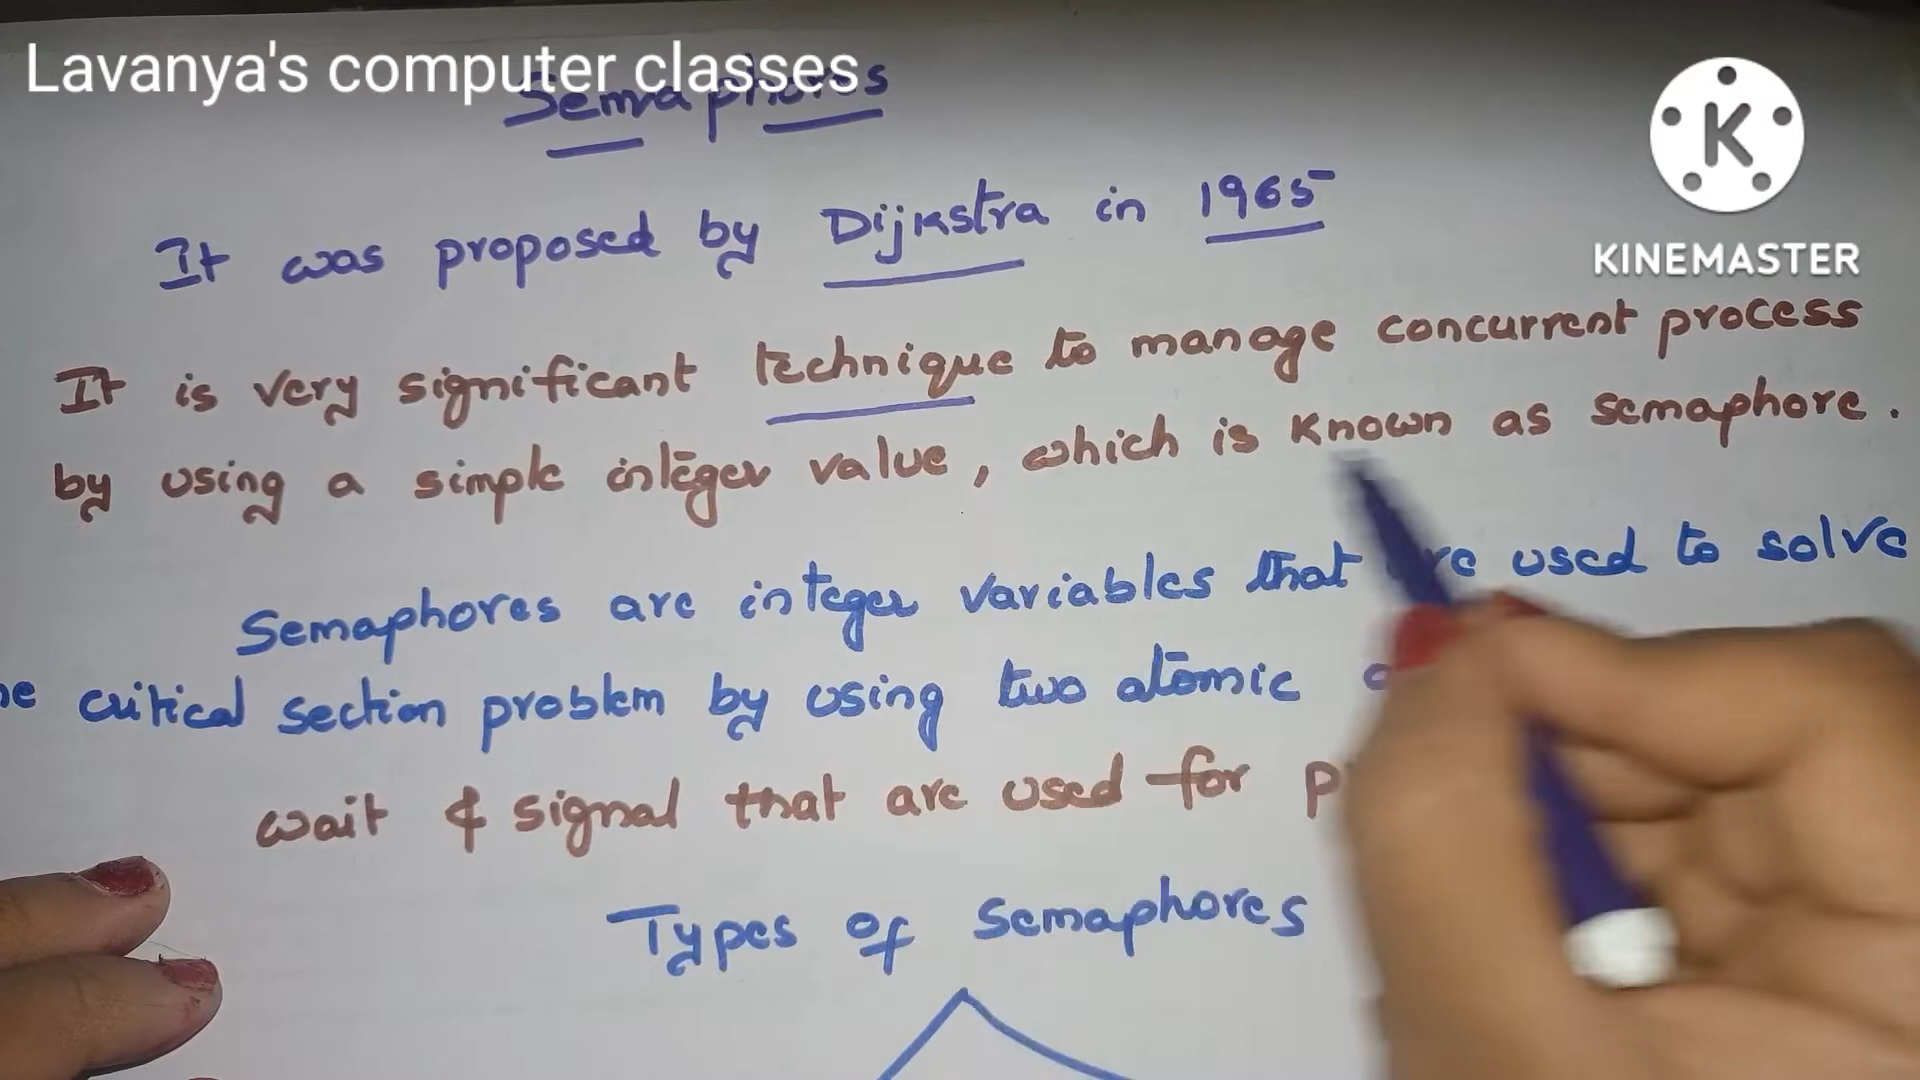 Lavanya's computer classes
Semaphores
KINEMASTER
It was proposed by Dijkstra in 1965
It is very significant technique to manage concurrent process
by using a simple integer value, which is known as semaphore.
Semaphores are integer variables that used to solve
critical section problem by using two atomic
wait & signal that are used for
Types of Semaphores